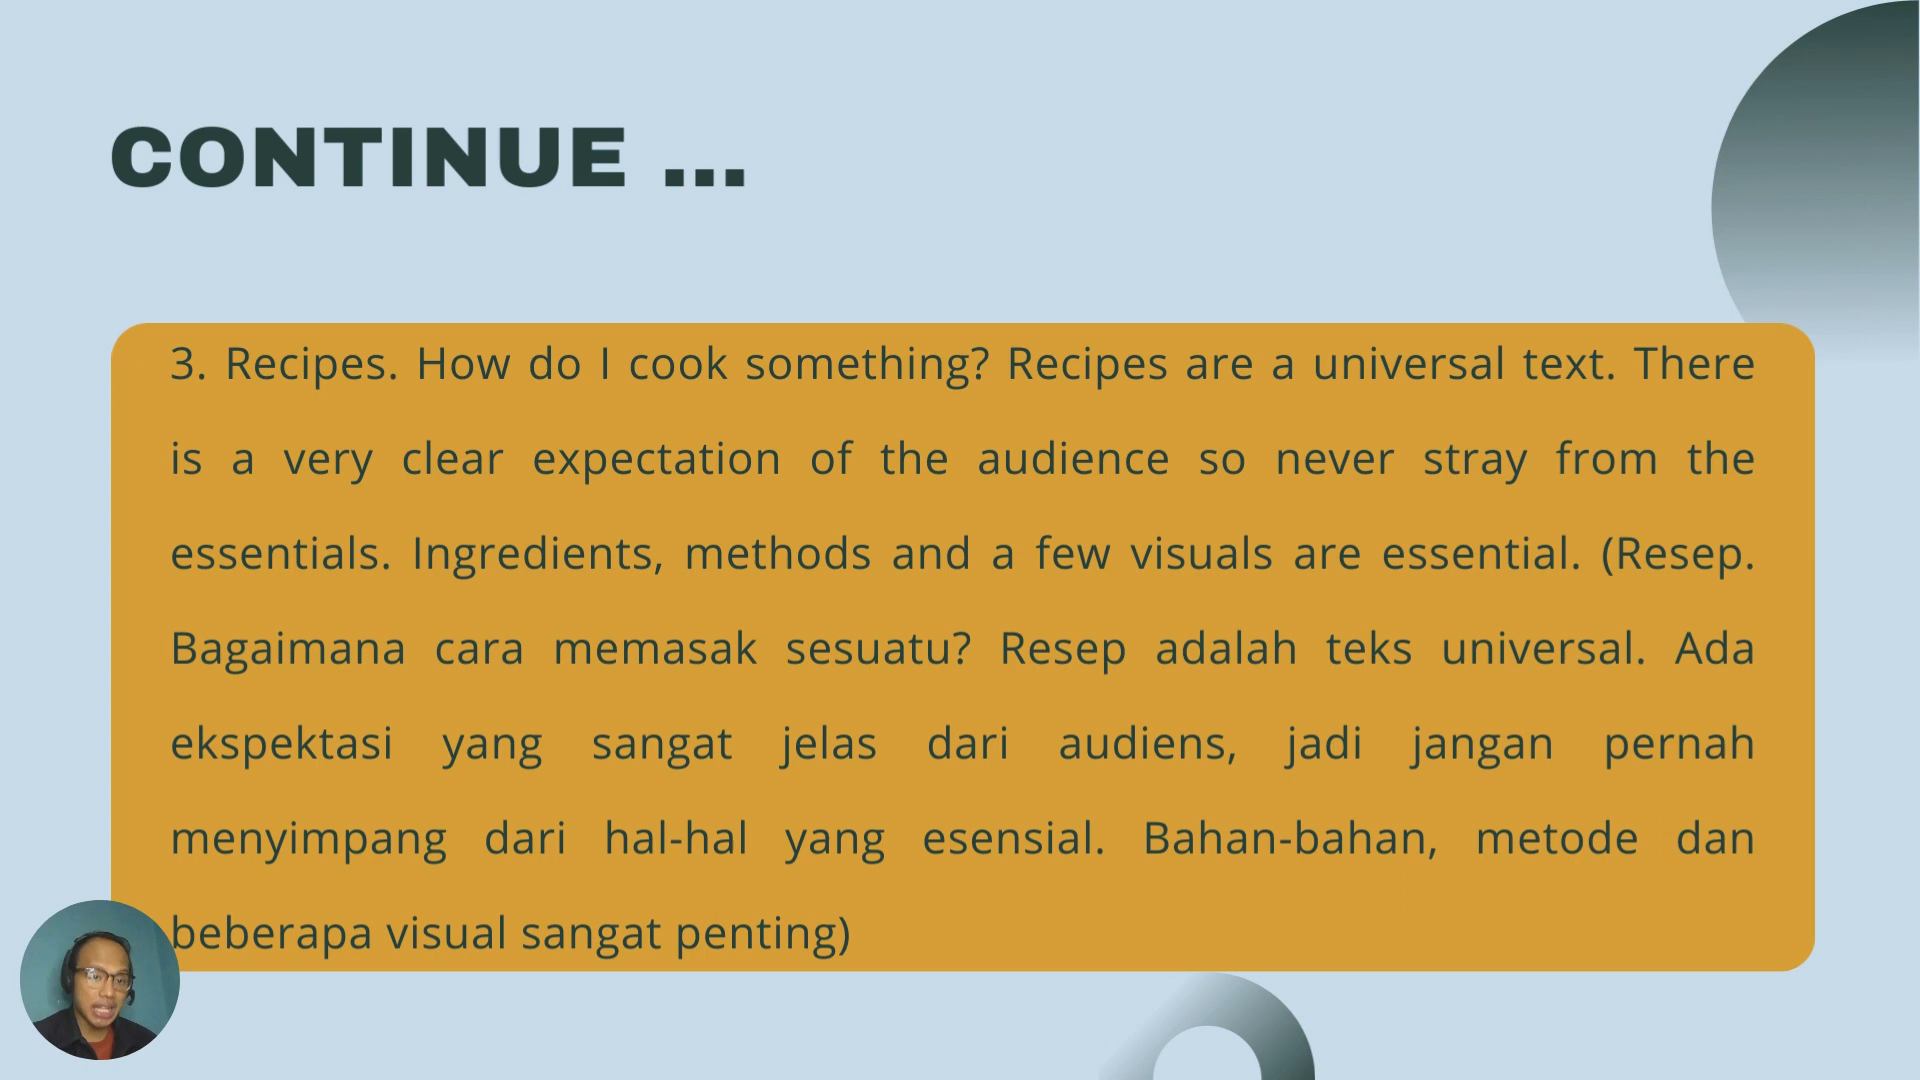 CONTINUE ...
3. Recipes. How do I cook something? Recipes are a universal text. There
is a very clear expectation of the audience so never stray from the
essentials. Ingredients, methods and a few visuals are essential. (Resep.
Bagaimana cara memasak sesuatu? Resep adalah teks universal. Ada
ekspektasi yang sangat jelas dari audiens, jadi jangan pernah
menyimpang dari hal-hal yang esensial. Bahan-bahan, metode dan
beberapa visual sangat penting)